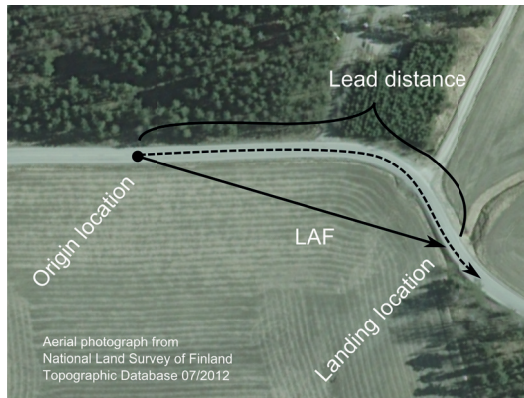 Lead distance
Origin location
LAF
Landing location
Aerial photograph from
National Land Survey of Finland
Topographic Database 07/2012